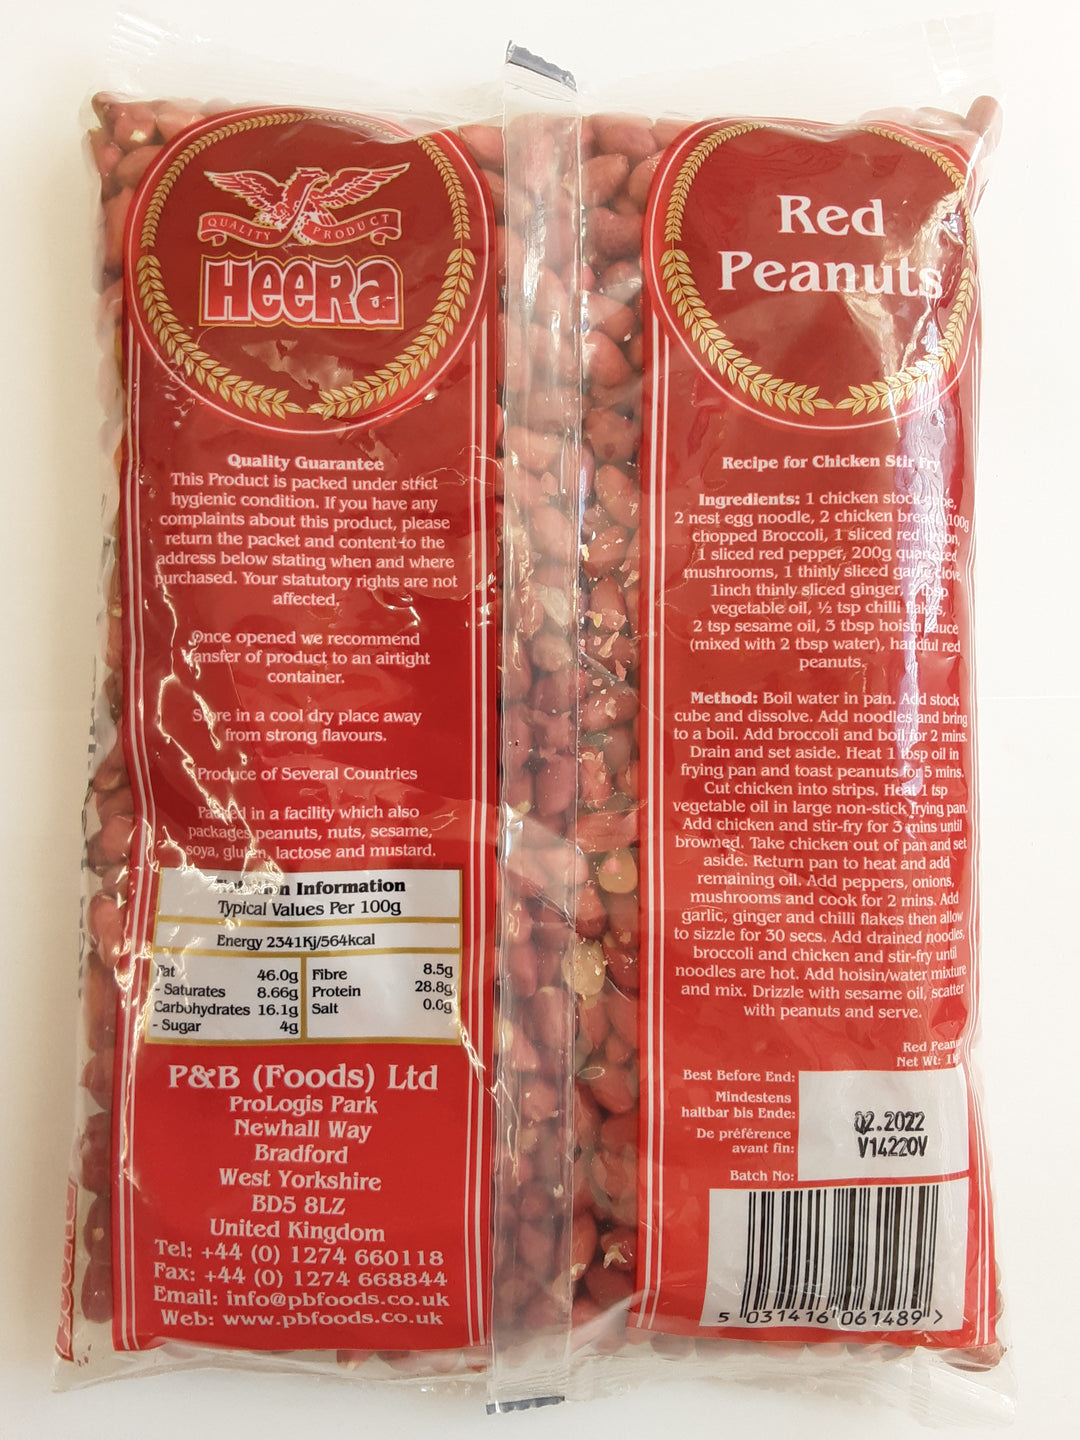 QUALITY PRODUCT
HEERA
Quality Guarantee
This Product is packed under strict
hygienic condition. If you have any
complaints about this product, please
return the packet and content to the
address below stating when and where
purchased. Your statutory rights are not
affected.
Once opened we recommend
transfer of product to an airtight
container.
Store in a cool dry place away
from strong flavours.
Produce of Several Countries
Packed in a facility which also
packages peanuts, nuts, sesame,
soya, gluten, lactose and mustard.
Information
Typical Values Per 100g
Energy 2341Kj/564kcal
Fat 46.0g
- Saturates 8.66g
Carbohydrates 16.1g
- Sugar 4g
Fibre 8.5g
Protein 28.8g
Salt 0.0g
P&B (Foods) Ltd
ProLogis Park
Newhall Way
Bradford
West Yorkshire
BD5 8LZ
United Kingdom
Tel: +44 (0) 1274 660118
Fax: +44 (0) 1274 668844
Email: info@pbfoods.co.uk
Web: www.pbfoods.co.uk
Red
Peanuts
Recipe for Chicken Stir Fry
Ingredients: 1 chicken stock cube,
2 nest egg noodle, 2 chicken breast, 100g
chopped Broccoli, 1 sliced red onion,
1 sliced red pepper, 200g quartered
mushrooms, 1 thinly sliced garlic clove,
1inch thinly sliced ginger, 2 tbsp
vegetable oil, ½ tsp chilli flakes,
2 tsp sesame oil, 3 tbsp hoisin sauce
(mixed with 2 tbsp water), handful red
peanuts.
Method: Boil water in pan. Add stock
cube and dissolve. Add noodles and bring
to a boil. Add broccoli and boil for 2 mins.
Drain and set aside. Heat 1 tbsp oil in
frying pan and toast peanuts for 5 mins.
Cut chicken into strips. Heat 1 tsp
vegetable oil in large non-stick frying pan.
Add chicken and stir-fry for 3 mins until
browned. Take chicken out of pan and set
aside. Return pan to heat and add
remaining oil. Add peppers, onions,
mushrooms and cook for 2 mins. Add
garlic, ginger and chilli flakes then allow
to sizzle for 30 secs. Add drained noodles,
broccoli and chicken and stir-fry until
noodles are hot. Add hoisin/water mixture
and mix. Drizzle with sesame oil, scatter
with peanuts and serve.
Red
Net Wt:
Best Before End:
Mindestens
haltbar bis Ende:
De préférence
avant fin:
02.2022
V14220V
Batch No:
5 031416 061489 >